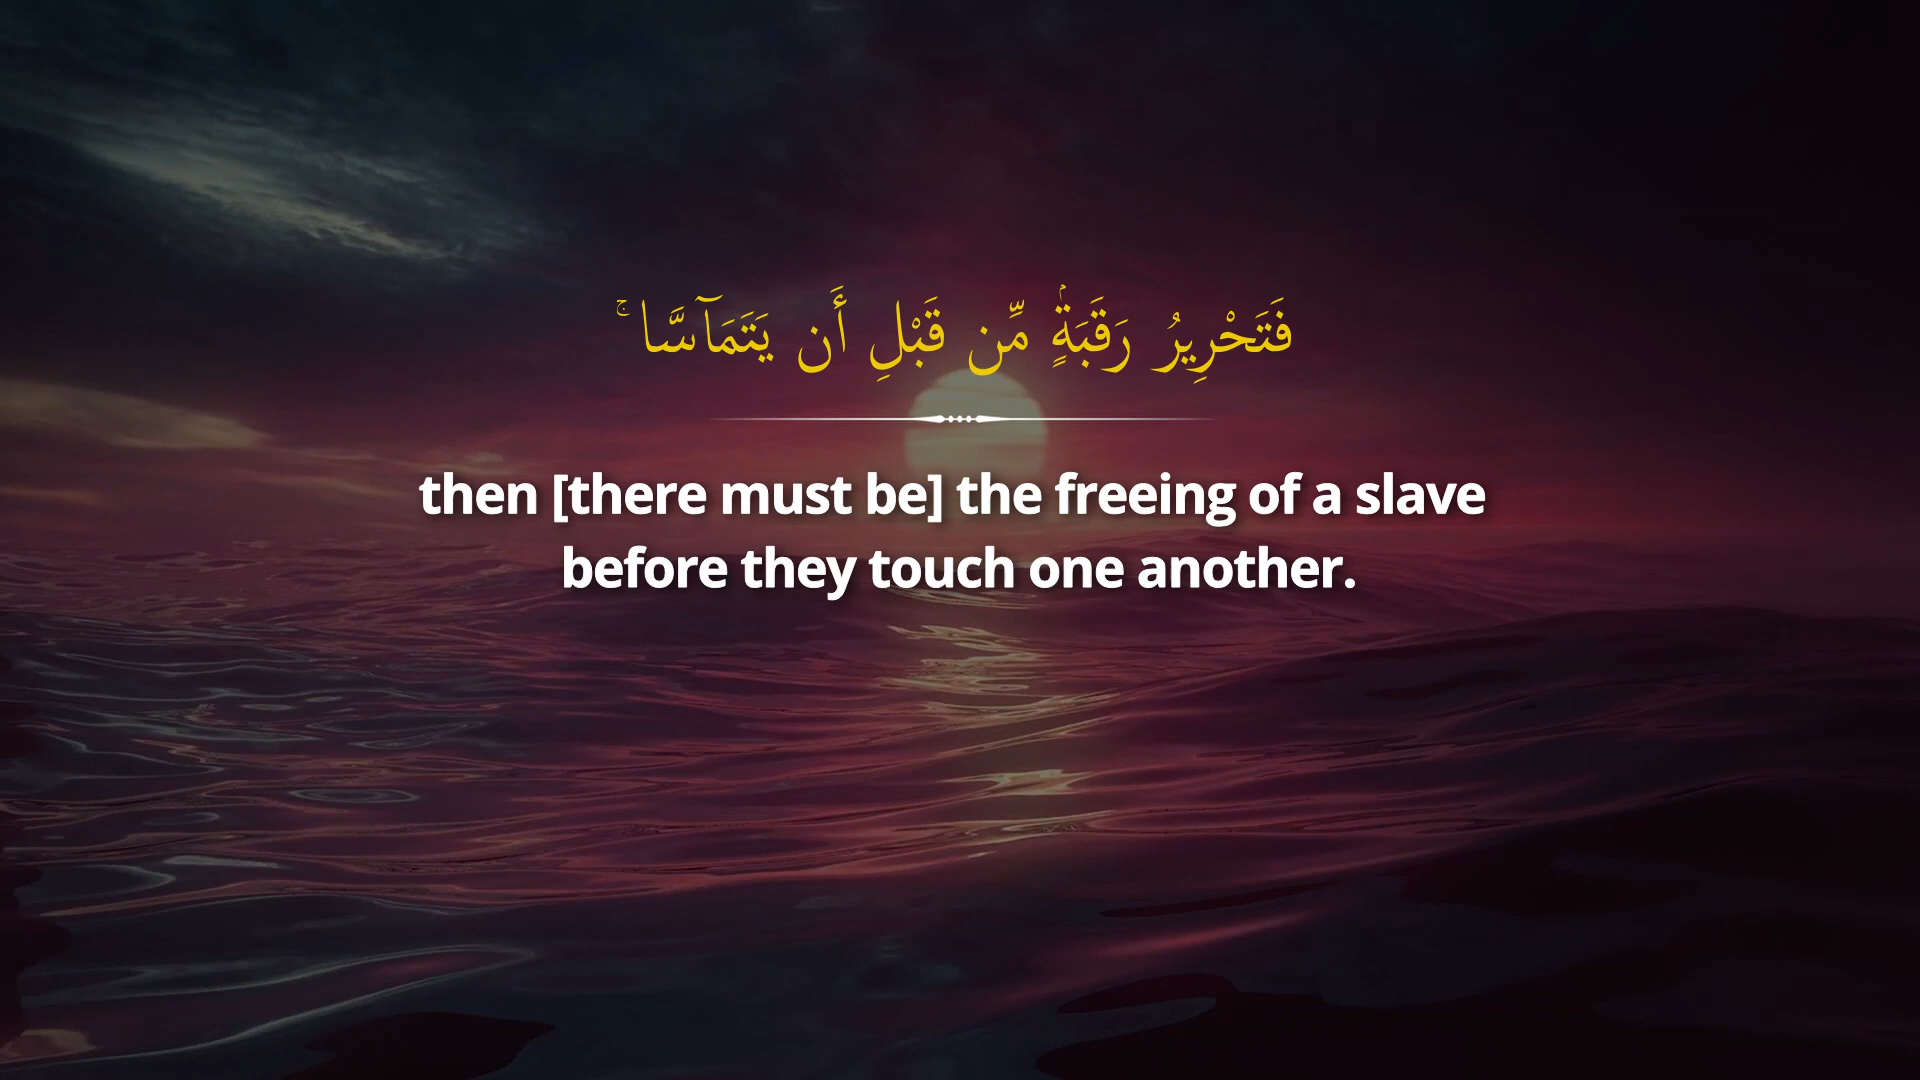 فَتَحْرِيرُ رَقَبَةٍۢ مِّن قَبْلِ أَن يَتَمَآسَّا ۚ
then [there must be] the freeing of a slave
before they touch one another.